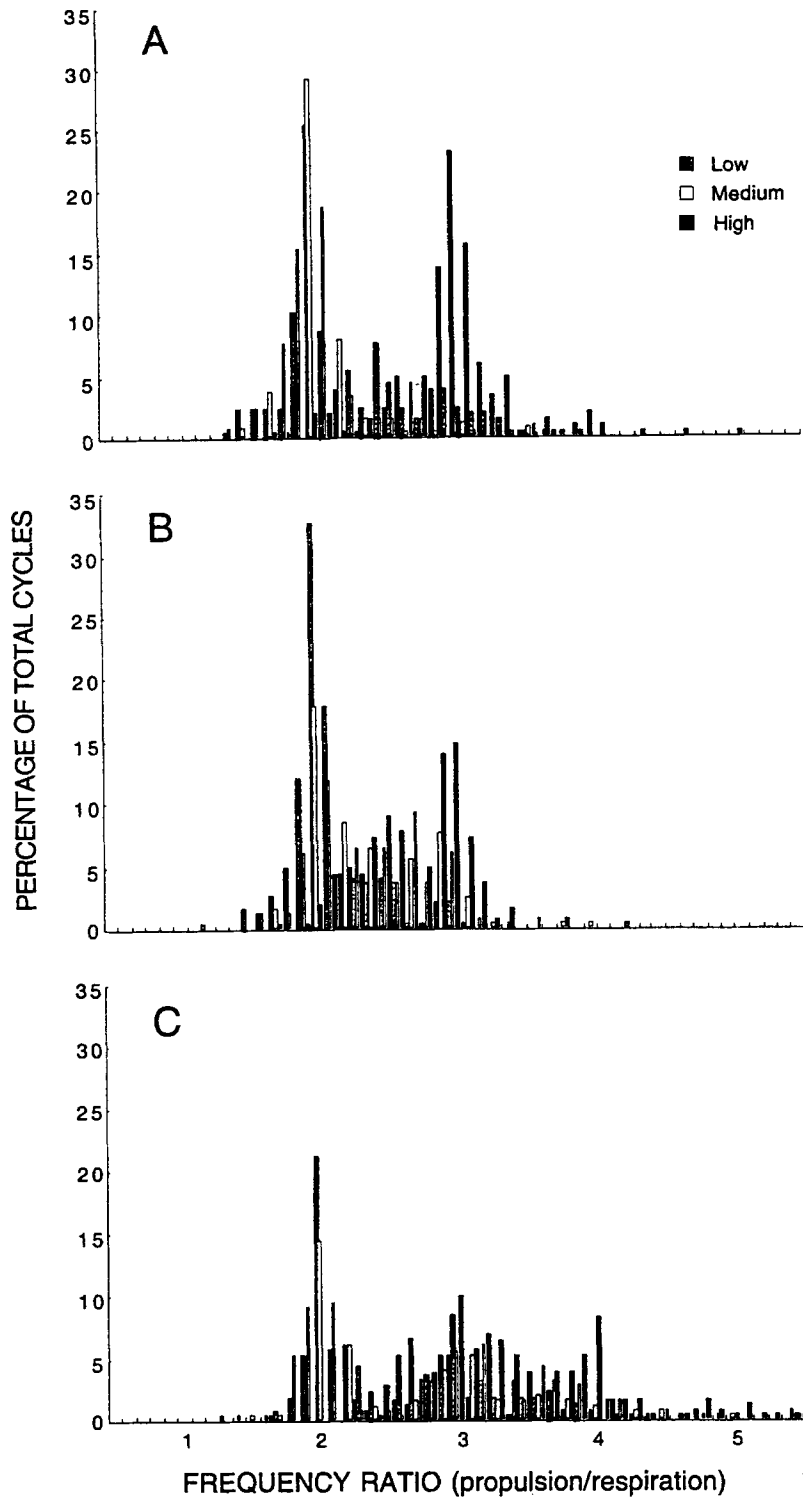 A
35
30
25
20
15
10
5
0
Low
Medium
High
B
35
30
25
20
15
10
5
0
C
35
30
25
20
15
10
5
0
1 2 3 4 5
PERCENTAGE OF TOTAL CYCLES
FREQUENCY RATIO (propulsion/respiration)